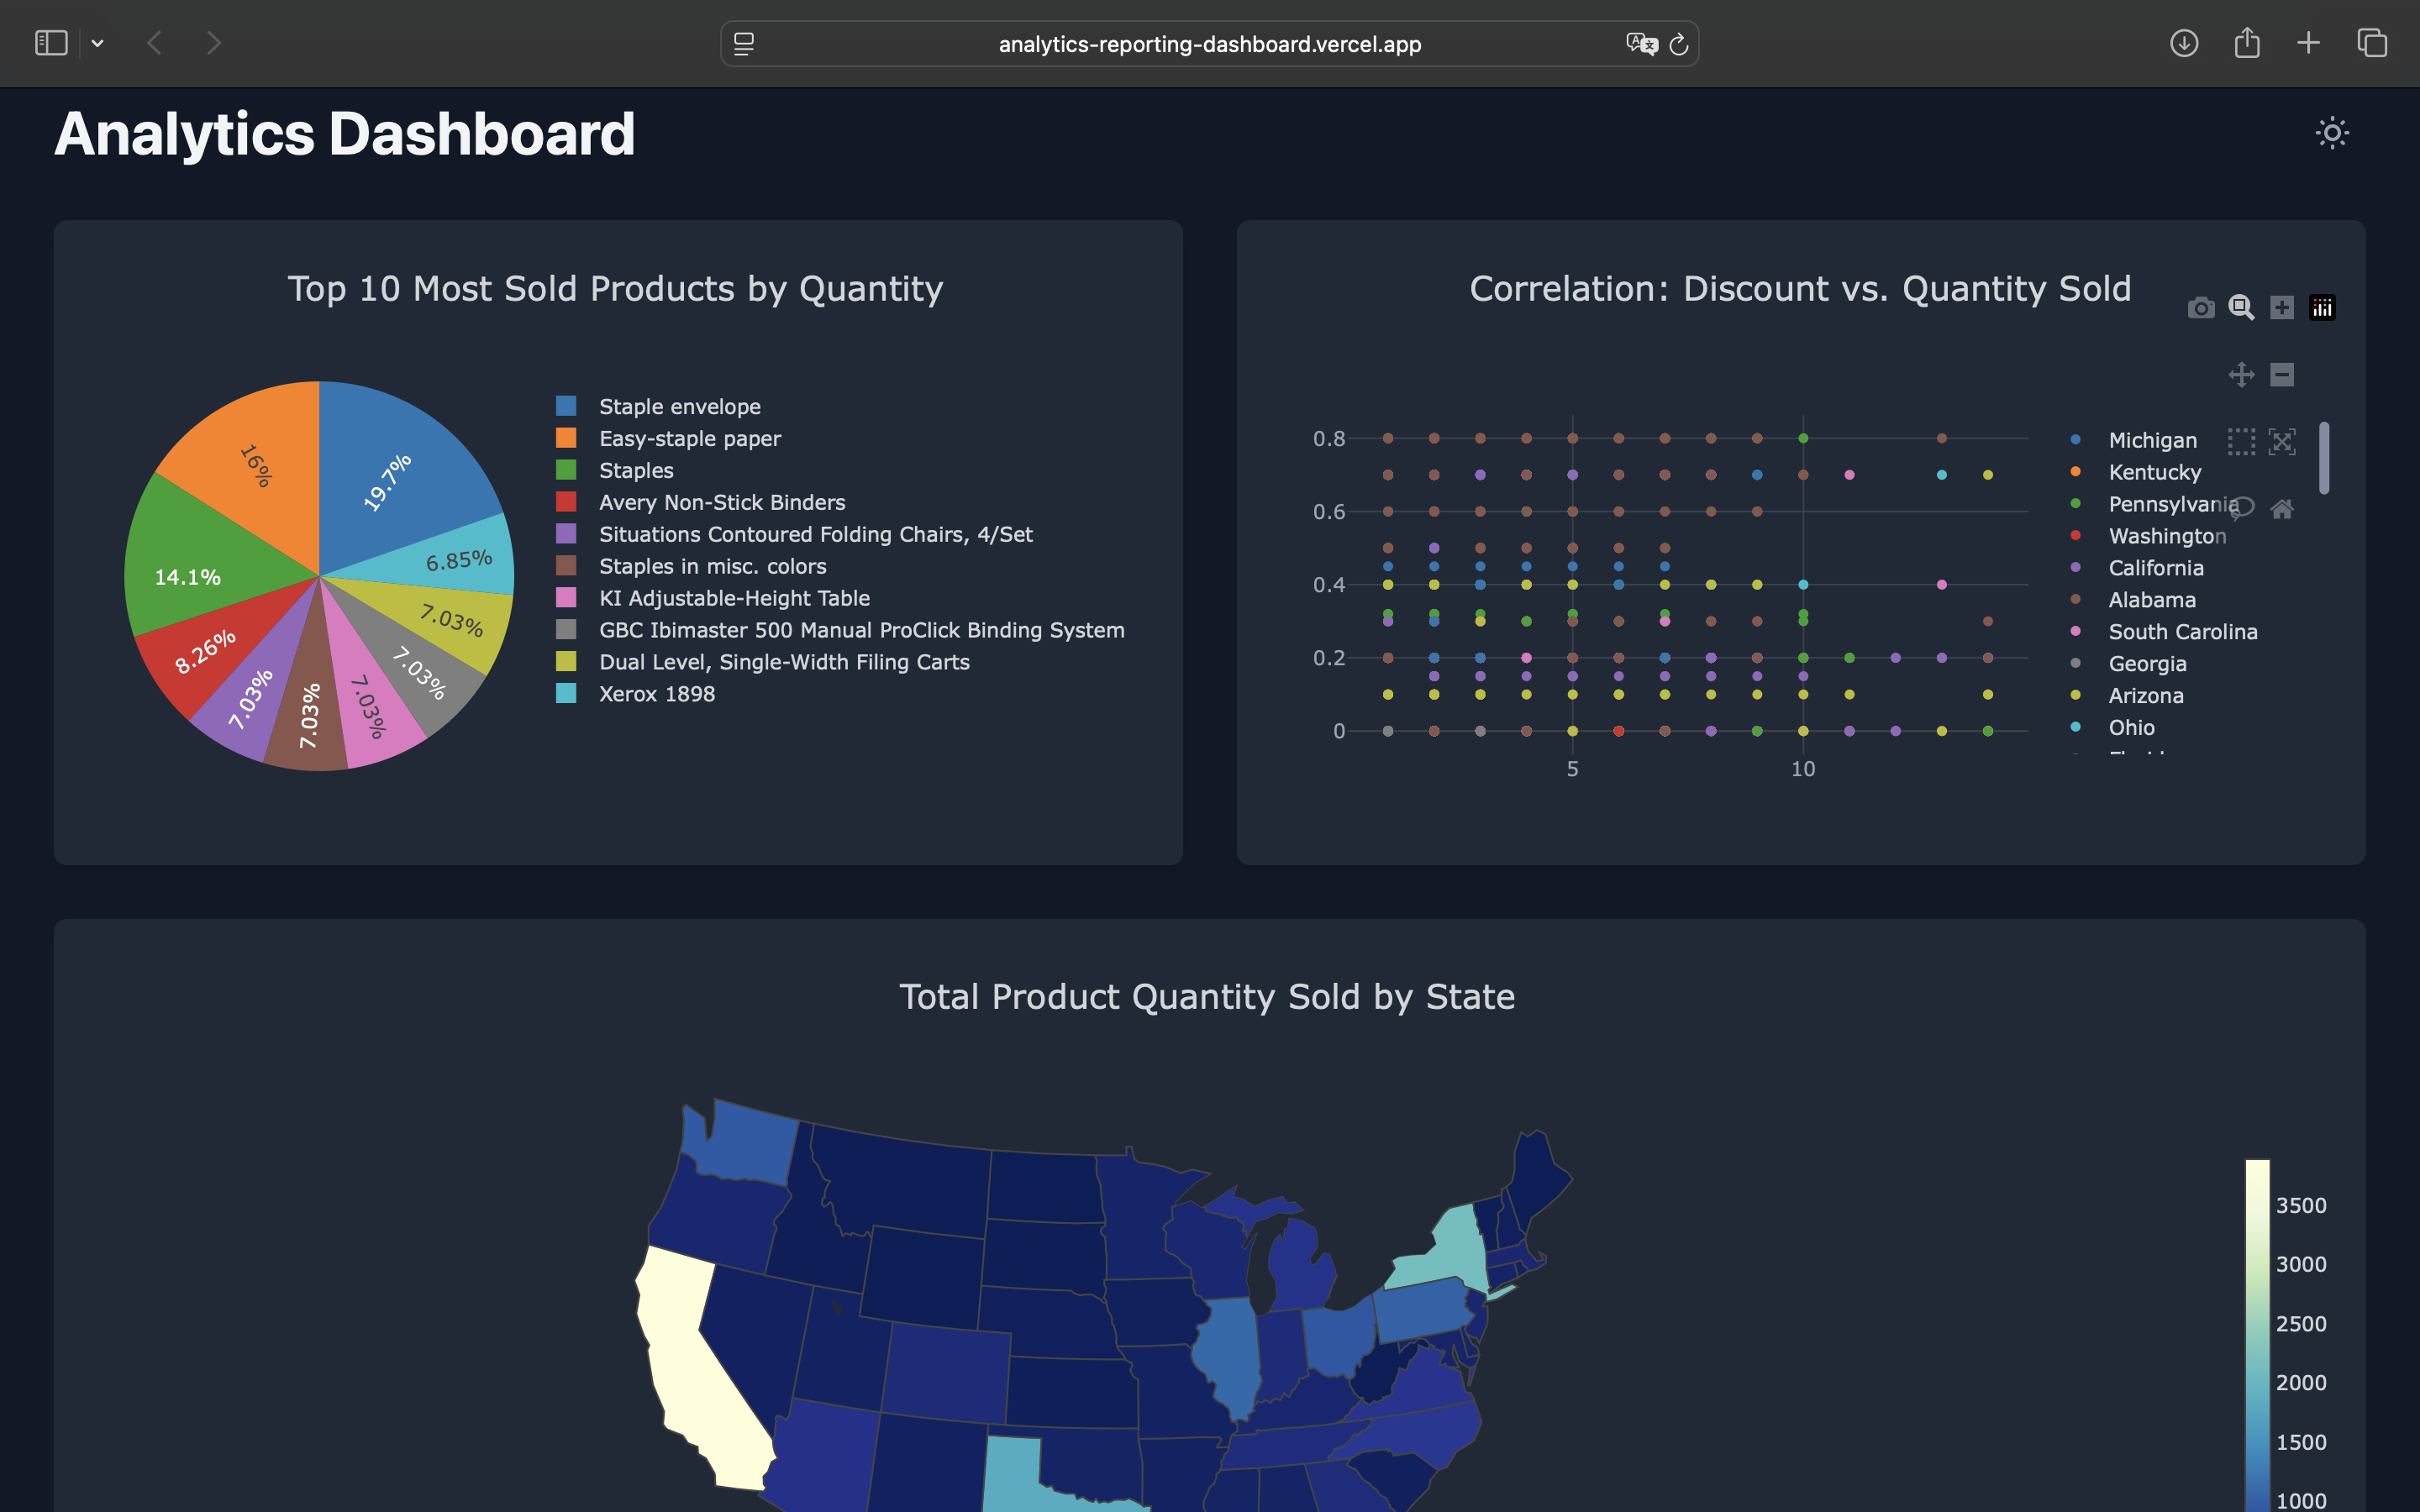 analytics-reporting-dashboard.vercel.app
Analytics Dashboard
Top 10 Most Sold Products by Quantity
19.7%
16%
14.1%
8.26%
7.03%
7.03%
7.03%
7.03%
7.03%
6.85%
Staple envelope
Easy-staple paper
Staples
Avery Non-Stick Binders
Situations Contoured Folding Chairs, 4/Set
Staples in misc. colors
KI Adjustable-Height Table
GBC Ibimaster 500 Manual ProClick Binding System
Dual Level, Single-Width Filing Carts
Xerox 1898
Correlation: Discount vs. Quantity Sold
0.8
0.6
0.4
0.2
0
5
10
Michigan
Kentucky
Pennsylvania
Washington
California
Alabama
South Carolina
Georgia
Arizona
Ohio
Total Product Quantity Sold by State
3500
3000
2500
2000
1500
1000